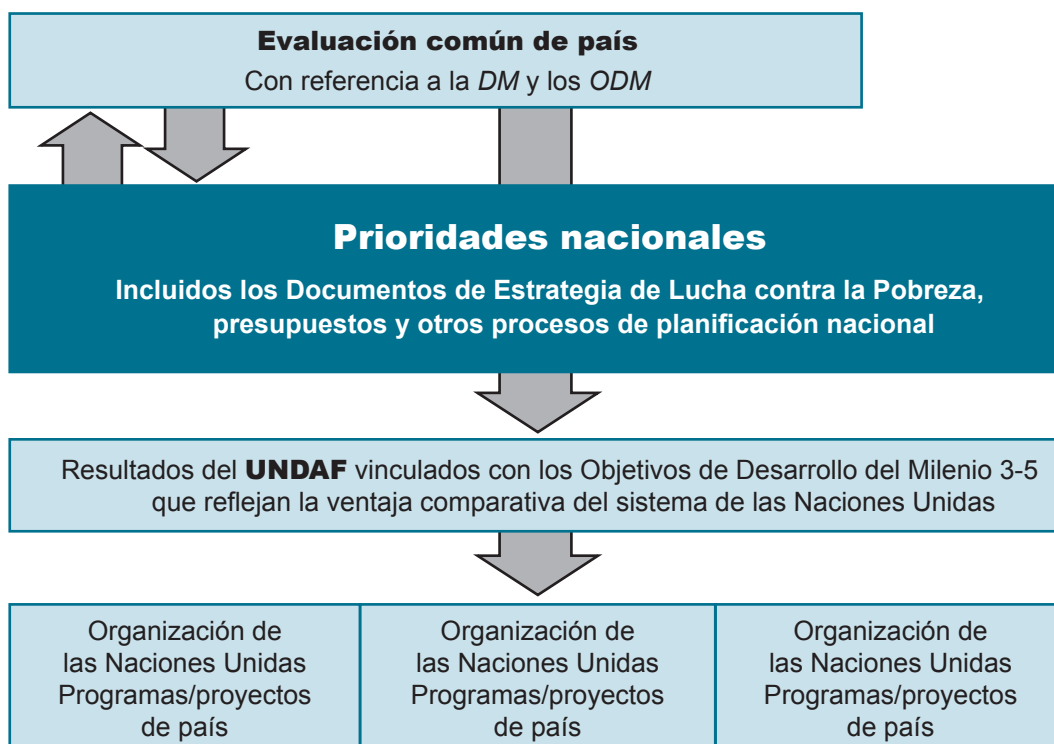 Evaluación común de país
Con referencia a la DM y los ODM
Prioridades nacionales
Incluidos los Documentos de Estrategia de Lucha contra la Pobreza,
presupuestos y otros procesos de planificación nacional
Resultados del UNDAF vinculados con los Objetivos de Desarrollo del Milenio 3-5
que reflejan la ventaja comparativa del sistema de las Naciones Unidas
Organización de
las Naciones Unidas
Programas/proyectos
de país
Organización de
las Naciones Unidas
Programas/proyectos
de país
Organización de
las Naciones Unidas
Programas/proyectos
de país